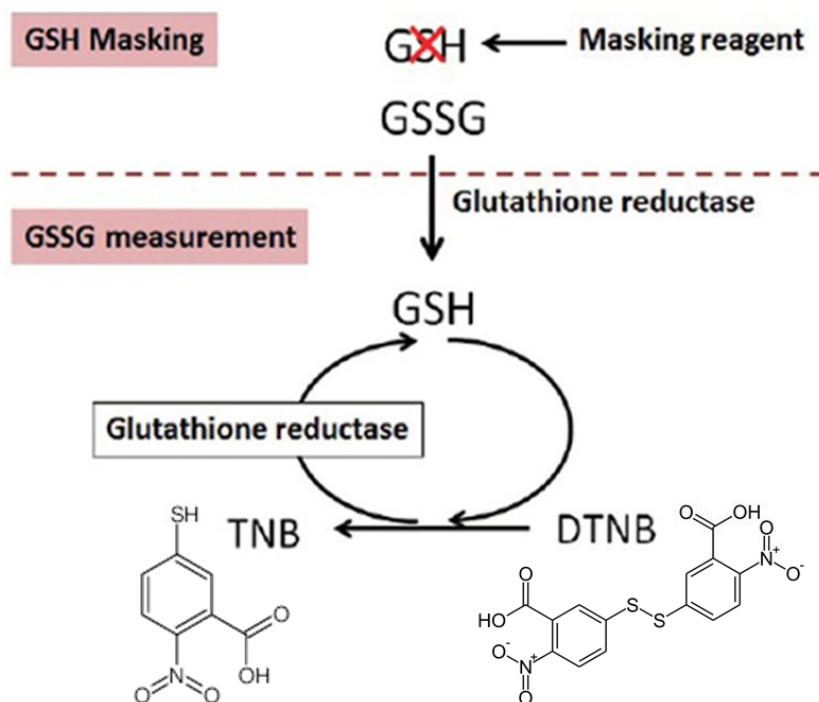 GSH Masking
GSH
Masking reagent
GSSG
Glutathione reductase
GSSG measurement
GSH
Glutathione reductase
TNB
DTNB
SH
O
OH
N
O
O
O
OH
O
N+
O-
S
S
O
HO
O-
N+
O